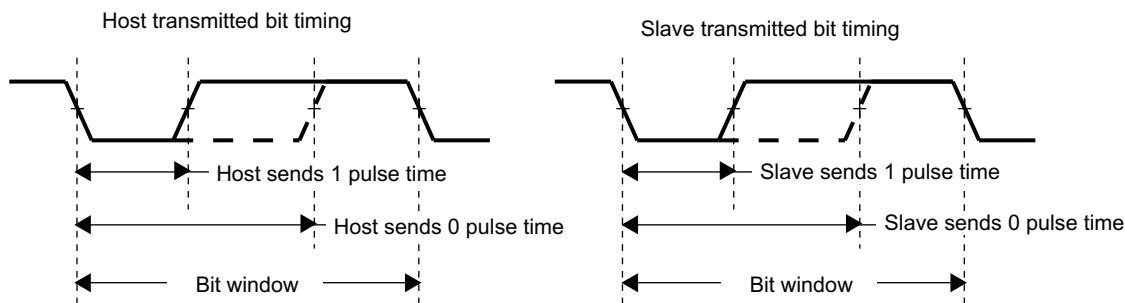 Host transmitted bit timing
Host sends 1 pulse time
Host sends 0 pulse time
Bit window
Slave transmitted bit timing
Slave sends 1 pulse time
Slave sends 0 pulse time
Bit window